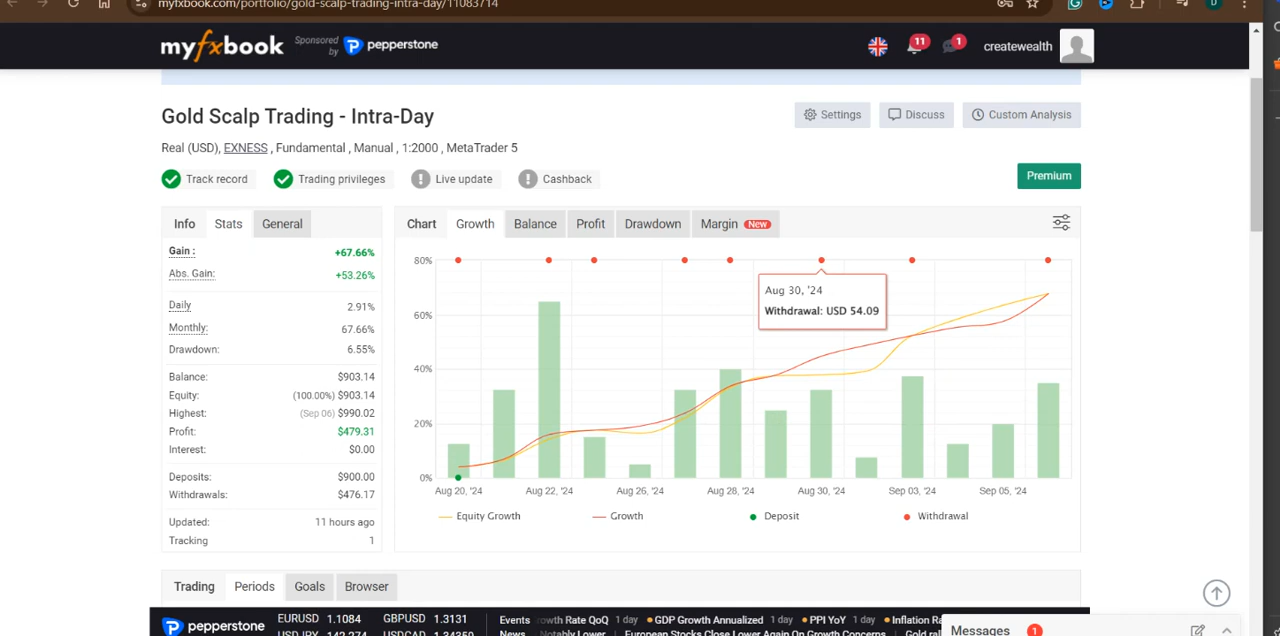 myfxbook.com/portfolio/gold-scalp-trading-intra-day/11083714
myfxbook Sponsored by pepperstone 11 1 createwealth
Gold Scalp Trading - Intra-Day Settings Discuss Custom Analysis
Real (USD), EXNESS , Fundamental , Manual , 1:2000 , MetaTrader 5
Track record Trading privileges Live update Cashback Premium
Info Stats General
Gain : +67.66%
Abs. Gain: +53.26%
Daily 2.91%
Monthly: 67.66%
Drawdown: 6.55%
Balance: $903.14
Equity: (100.00%) $903.14
Highest: (Sep 06) $990.02
Profit: $479.31
Interest: $0.00
Deposits: $900.00
Withdrawals: $476.17
Updated: 11 hours ago
Tracking 1
Chart Growth Balance Profit Drawdown Margin New
80%
60%
40%
20%
0%
Aug 30, '24
Withdrawal: USD 54.09
Aug 20, '24 Aug 22, '24 Aug 26, '24 Aug 28, '24 Aug 30, '24 Sep 03, '24 Sep 05, '24
Equity Growth Growth Deposit Withdrawal
Trading Periods Goals Browser
pepperstone EURUSD 1.1084 GBPUSD 1.3131 Events owth Rate QoQ 1 day GDP Growth Annualized 1 day PPI YoY 1 day Inflation Ra
USDJPY 142.274 USDCAD 1.34359 News Notably Lower European Stocks Close Lower Again On Growth Concerns Gold ral
Messages 1